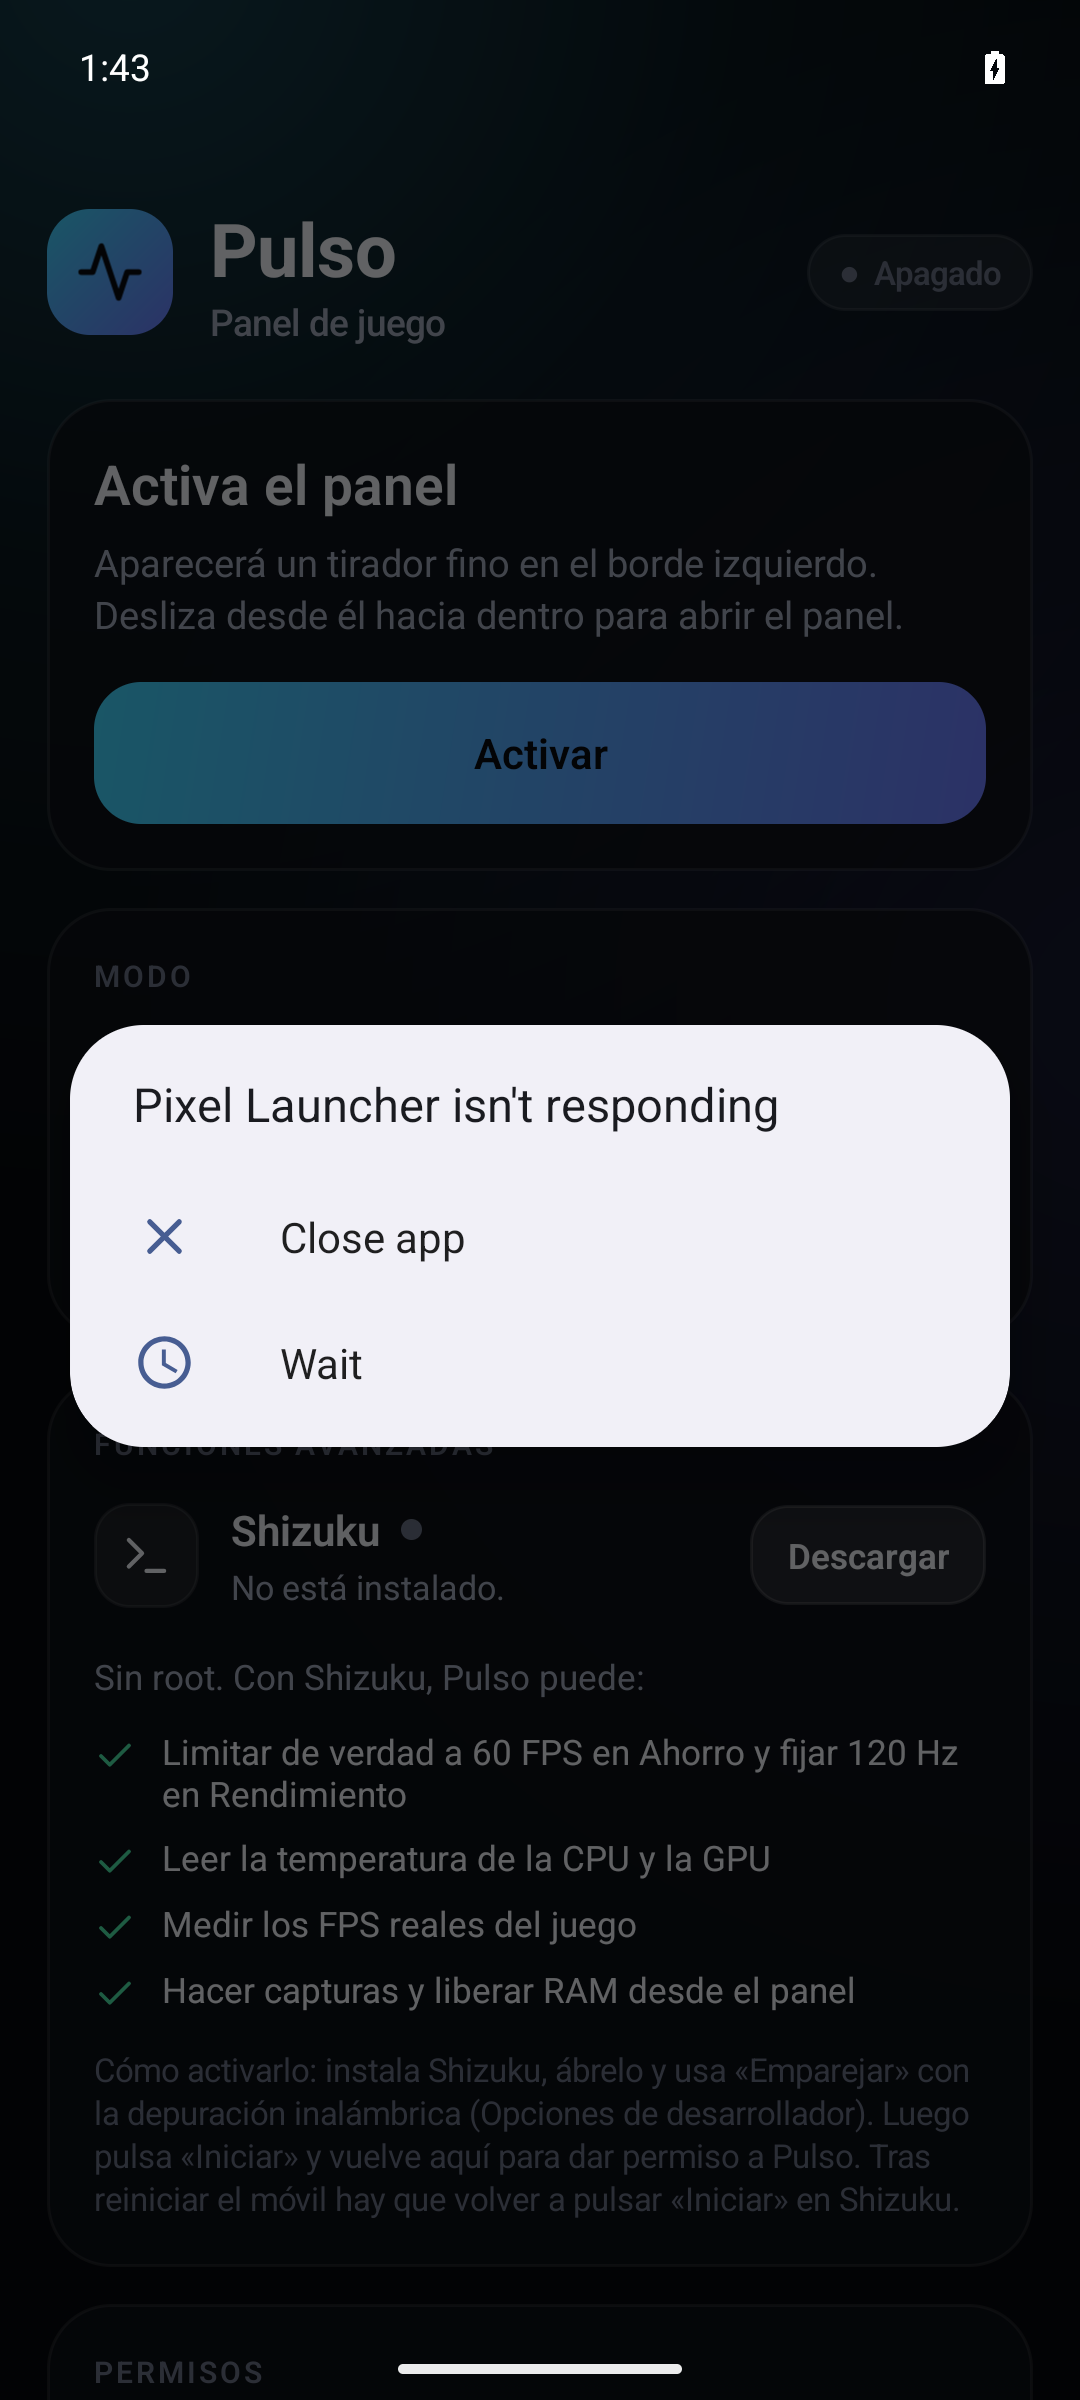 1:43
Pulso
Panel de juego
Apagado
Activa el panel
Aparecerá un tirador fino en el borde izquierdo.
Desliza desde él hacia dentro para abrir el panel.
Activar
MODO
Pixel Launcher isn't responding
Close app
Wait
FUNCIONES AVANZADAS
Shizuku
No está instalado.
Descargar
Sin root. Con Shizuku, Pulso puede:
Limitar de verdad a 60 FPS en Ahorro y fijar 120 Hz
en Rendimiento
Leer la temperatura de la CPU y la GPU
Medir los FPS reales del juego
Hacer capturas y liberar RAM desde el panel
Cómo activarlo: instala Shizuku, ábrelo y usa «Emparejar» con
la depuración inalámbrica (Opciones de desarrollador). Luego
pulsa «Iniciar» y vuelve aquí para dar permiso a Pulso. Tras
reiniciar el móvil hay que volver a pulsar «Iniciar» en Shizuku.
PERMISOS